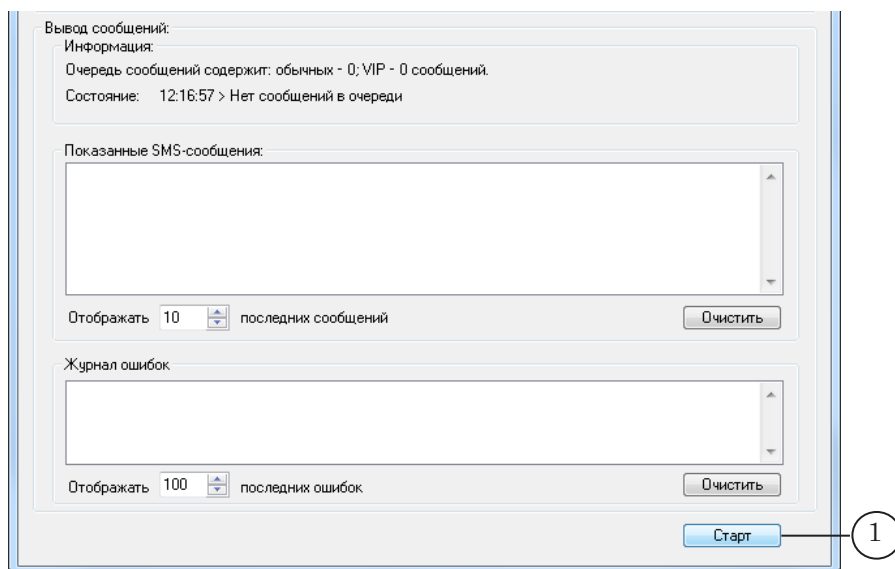 Вывод сообщений:
Информация:
Очередь сообщений содержит: обычных - 0; VIP - 0 сообщений.
Состояние: 12:16:57 > Нет сообщений в очереди
Показанные SMS-сообщения:
Отображать 10 последних сообщений Очистить
Журнал ошибок
Отображать 100 последних ошибок Очистить
Старт 1